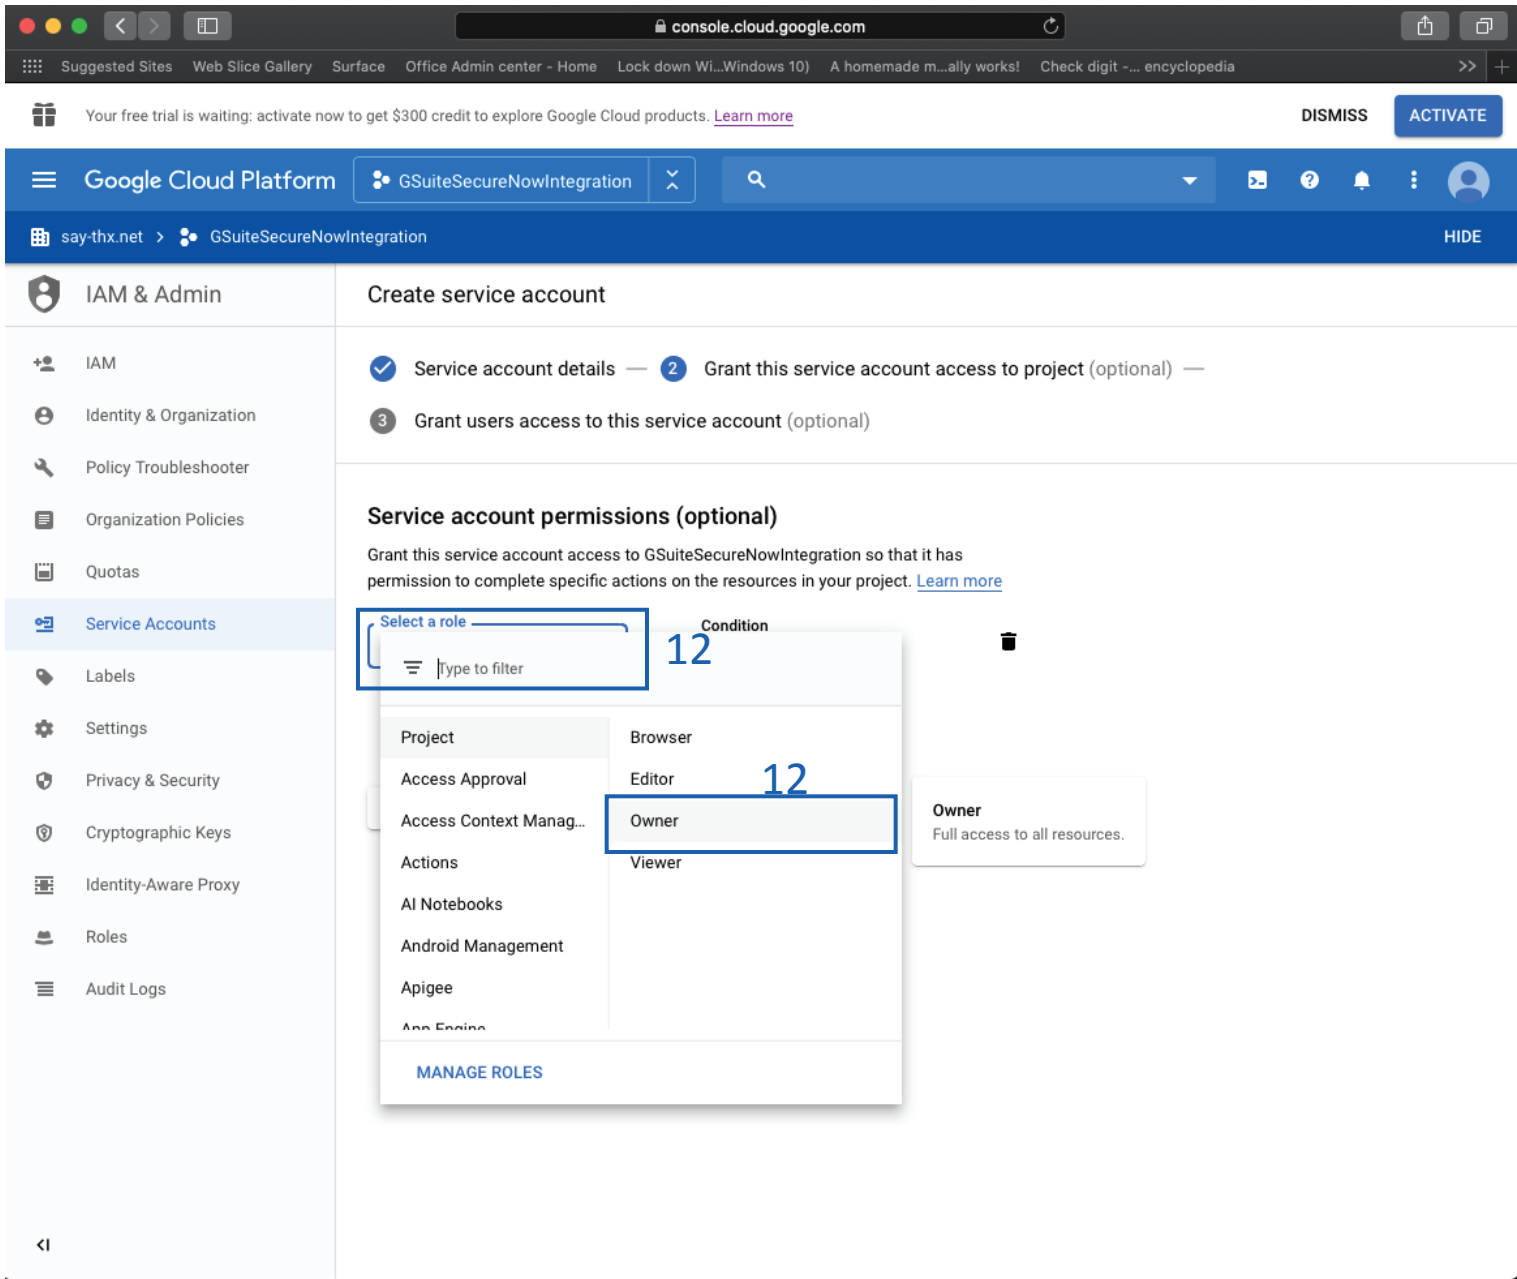 console.cloud.google.com
Suggested Sites Web Slice Gallery Surface Office Admin center - Home Lock down Wi...Windows 10) A homemade m...ally works! Check digit -... encyclopedia >> +
Your free trial is waiting: activate now to get $300 credit to explore Google Cloud products. Learn more
DISMISS
ACTIVATE
Google Cloud Platform
GSuiteSecureNowIntegration
say-thx.net > GSuiteSecureNowIntegration
HIDE
IAM & Admin
IAM
Identity & Organization
Policy Troubleshooter
Organization Policies
Quotas
Service Accounts
Labels
Settings
Privacy & Security
Cryptographic Keys
Identity-Aware Proxy
Roles
Audit Logs
Create service account
Service account details — 2 Grant this service account access to project (optional) —
3 Grant users access to this service account (optional)
Service account permissions (optional)
Grant this service account access to GSuiteSecureNowIntegration so that it has
permission to complete specific actions on the resources in your project. Learn more
Select a role
12
Condition
Type to filter
Project
Access Approval
Access Context Manag...
Actions
AI Notebooks
Android Management
Apigee
App Engine
Browser
Editor
12
Owner
Viewer
Owner
Full access to all resources.
MANAGE ROLES